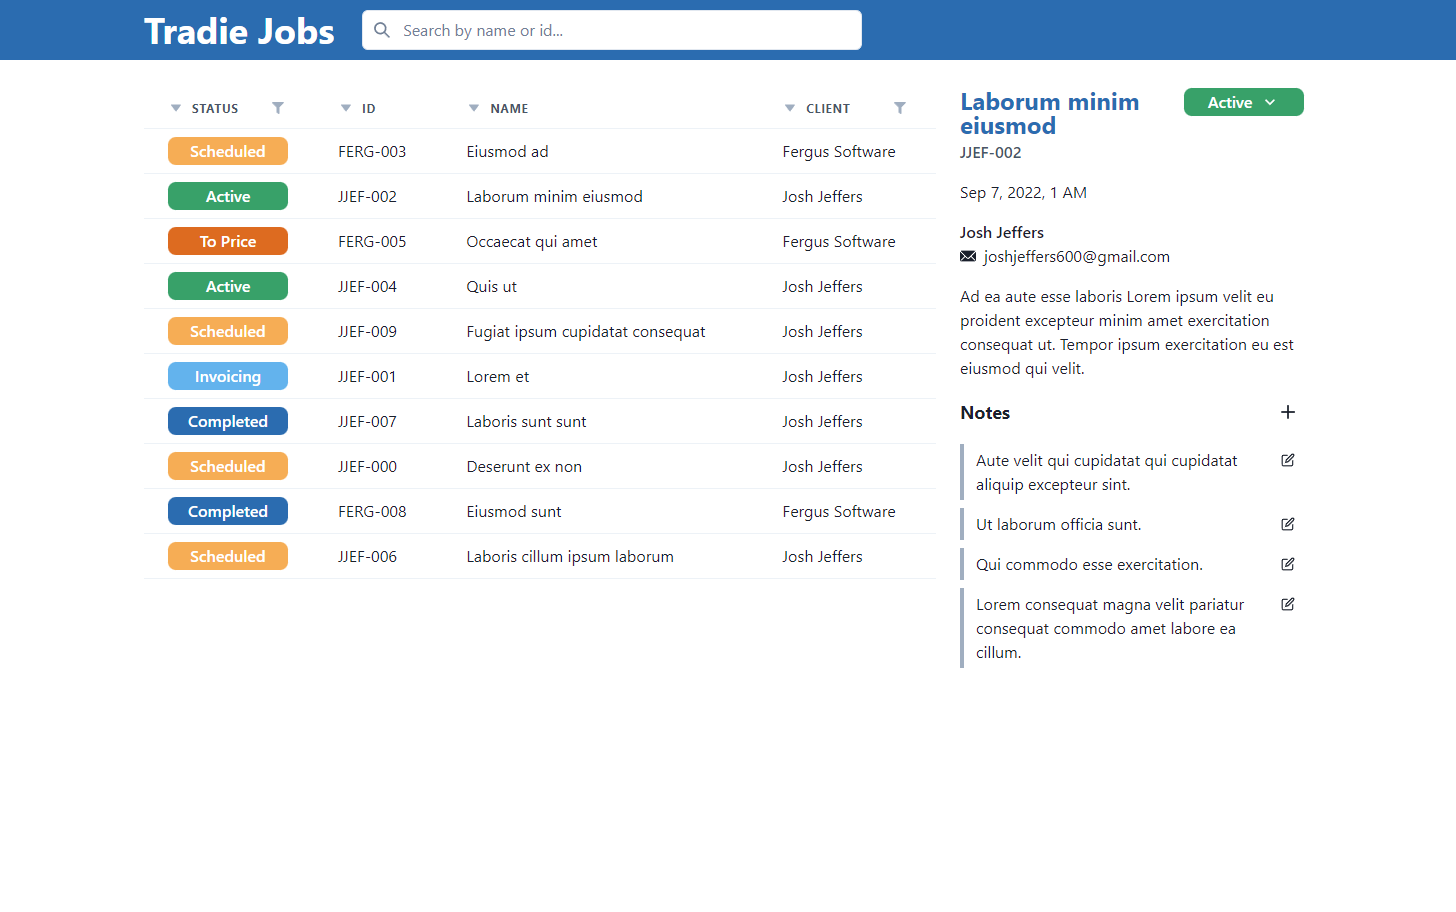 Tradie Jobs
Search by name or id...
STATUS ID NAME CLIENT
Scheduled FERG-003 Eiusmod ad Fergus Software
Active JJEF-002 Laborum minim eiusmod Josh Jeffers
To Price FERG-005 Occaecat qui amet Fergus Software
Active JJEF-004 Quis ut Josh Jeffers
Scheduled JJEF-009 Fugiat ipsum cupidatat consequat Josh Jeffers
Invoicing JJEF-001 Lorem et Josh Jeffers
Completed JJEF-007 Laboris sunt sunt Josh Jeffers
Scheduled JJEF-000 Deserunt ex non Josh Jeffers
Completed FERG-008 Eiusmod sunt Fergus Software
Scheduled JJEF-006 Laboris cillum ipsum laborum Josh Jeffers
Laborum minim
eiusmod
Active
JJEF-002
Sep 7, 2022, 1 AM
Josh Jeffers
joshjeffers600@gmail.com
Ad ea aute esse laboris Lorem ipsum velit eu
proident excepteur minim amet exercitation
consequat ut. Tempor ipsum exercitation eu est
eiusmod qui velit.
Notes
Aute velit qui cupidatat qui cupidatat
aliquip excepteur sint.
Ut laborum officia sunt.
Qui commodo esse exercitation.
Lorem consequat magna velit pariatur
consequat commodo amet labore ea
cillum.